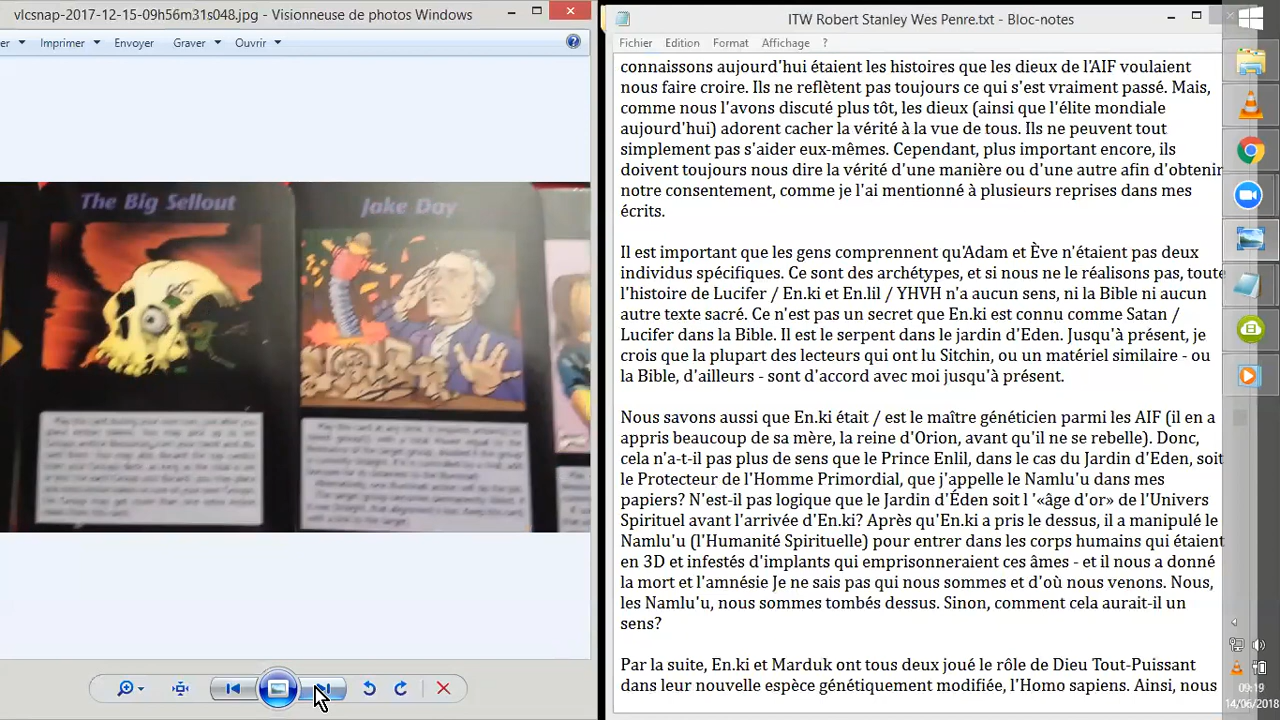 vlcsnap-2017-12-15-09h56m31s048.jpg - Visionneuse de photos Windows
Imprimer
Envoyer
Graver
Ouvrir
The Big Sellout
Jake Day
ITW Robert Stanley Wes Penre.txt - Bloc-notes
Fichier Edition Format Affichage ?
connaissons aujourd'hui étaient les histoires que les dieux de l'AIF voulaient
nous faire croire. Ils ne reflètent pas toujours ce qui s'est vraiment passé. Mais,
comme nous l'avons discuté plus tôt, les dieux (ainsi que l'élite mondiale
aujourd'hui) adorent cacher la vérité à la vue de tous. Ils ne peuvent tout
simplement pas s'aider eux-mêmes. Cependant, plus important encore, ils
doivent toujours nous dire la vérité d'une manière ou d'une autre afin d'obtenir
notre consentement, comme je l'ai mentionné à plusieurs reprises dans mes
écrits.
Il est important que les gens comprennent qu'Adam et Ève n'étaient pas deux
individus spécifiques. Ce sont des archétypes, et si nous ne le réalisons pas, toute
l'histoire de Lucifer / En.ki et En.lil / YHVH n'a aucun sens, ni la Bible ni aucun
autre texte sacré. Ce n'est pas un secret que En.ki est connu comme Satan /
Lucifer dans la Bible. Il est le serpent dans le jardin d'Eden. Jusqu'à présent, je
crois que la plupart des lecteurs qui ont lu Sitchin, ou un matériel similaire - ou
la Bible, d'ailleurs - sont d'accord avec moi jusqu'à présent.
Nous savons aussi que En.ki était / est le maître généticien parmi les AIF (il en a
appris beaucoup de sa mère, la reine d'Orion, avant qu'il ne se rebelle). Donc,
cela n'a-t-il pas plus de sens que le Prince Enlil, dans le cas du Jardin d'Éden, soit
le Protecteur de l'Homme Primordial, que j'appelle le Namlu'u dans mes
papiers? N'est-il pas logique que le Jardin d'Éden soit l '«âge d'or» de l'Univers
Spirituel avant l'arrivée d'En.ki? Après qu'En.ki a pris le dessus, il a manipulé le
Namlu'u (l'Humanité Spirituelle) pour entrer dans les corps humains qui étaient
en 3D et infestés d'implants qui emprisonneraient ces âmes - et il nous a donné
la mort et l'amnésie Je ne sais pas qui nous sommes et d'où nous venons. Nous,
les Namlu'u, nous sommes tombés dessus. Sinon, comment cela aurait-il un
sens?
Par la suite, En.ki et Marduk ont tous deux joué le rôle de Dieu Tout-Puissant
dans leur nouvelle espèce génétiquement modifiée, l'Homo sapiens. Ainsi, nous
09:19
14/06/2018